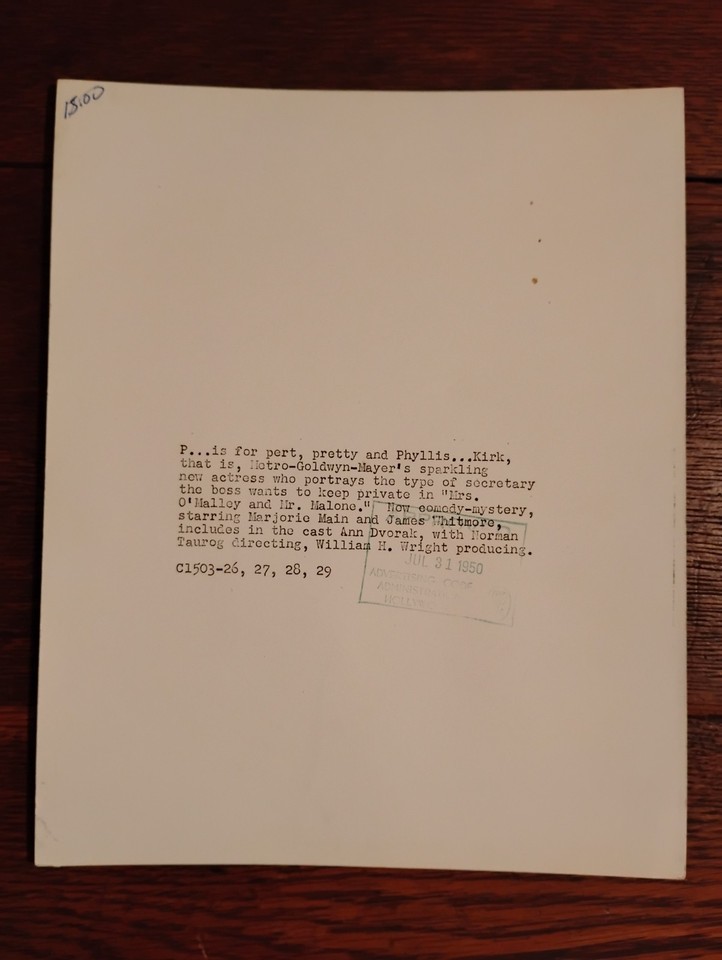 15.00
P...is for pert, pretty and Phyllis...Kirk,
that is, Metro-Goldwyn-Mayer's sparkling
new actress who portrays the type of secretary
the boss wants to keep private in "Mrs.
O'Malley and Mr. Malone." New comedy-mystery,
starring Marjorie Main and James Whitmore,
includes in the cast Ann Dvorak, with Norman
Taurog directing, William H. Wright producing.
C1503-26, 27, 28, 29
JUL 31 1950
ADVERTISING CODE